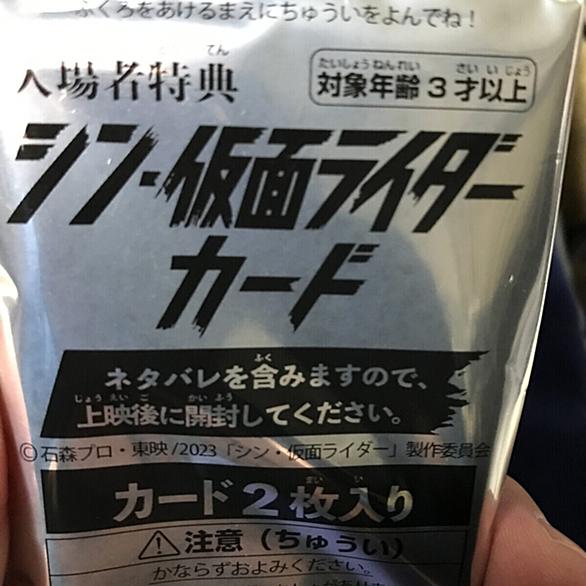 ふくろをあけるまえにちゅういをよんでね！
入場者特典
対象年齢3才以上
シン・仮面ライダー
カード
ネタバレを含みますので、
上映後に開封してください。
©石森プロ・東映/2023「シン・仮面ライダー」製作委員会
カード2枚入り
⚠注意（ちゅうい）
かならずおよみください。